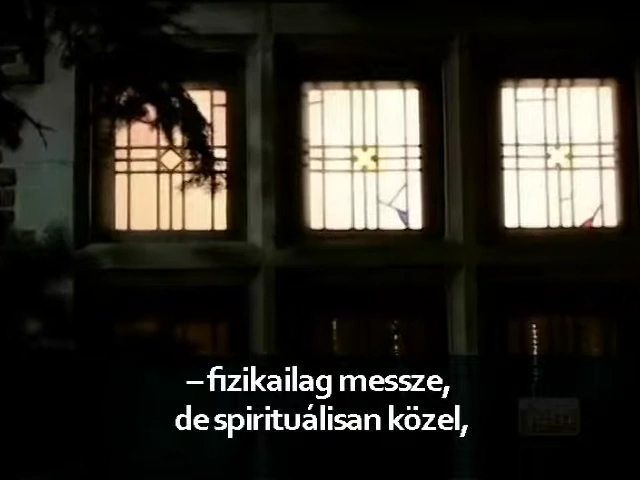 – fizikailag messze,
de spirituálisan közel,